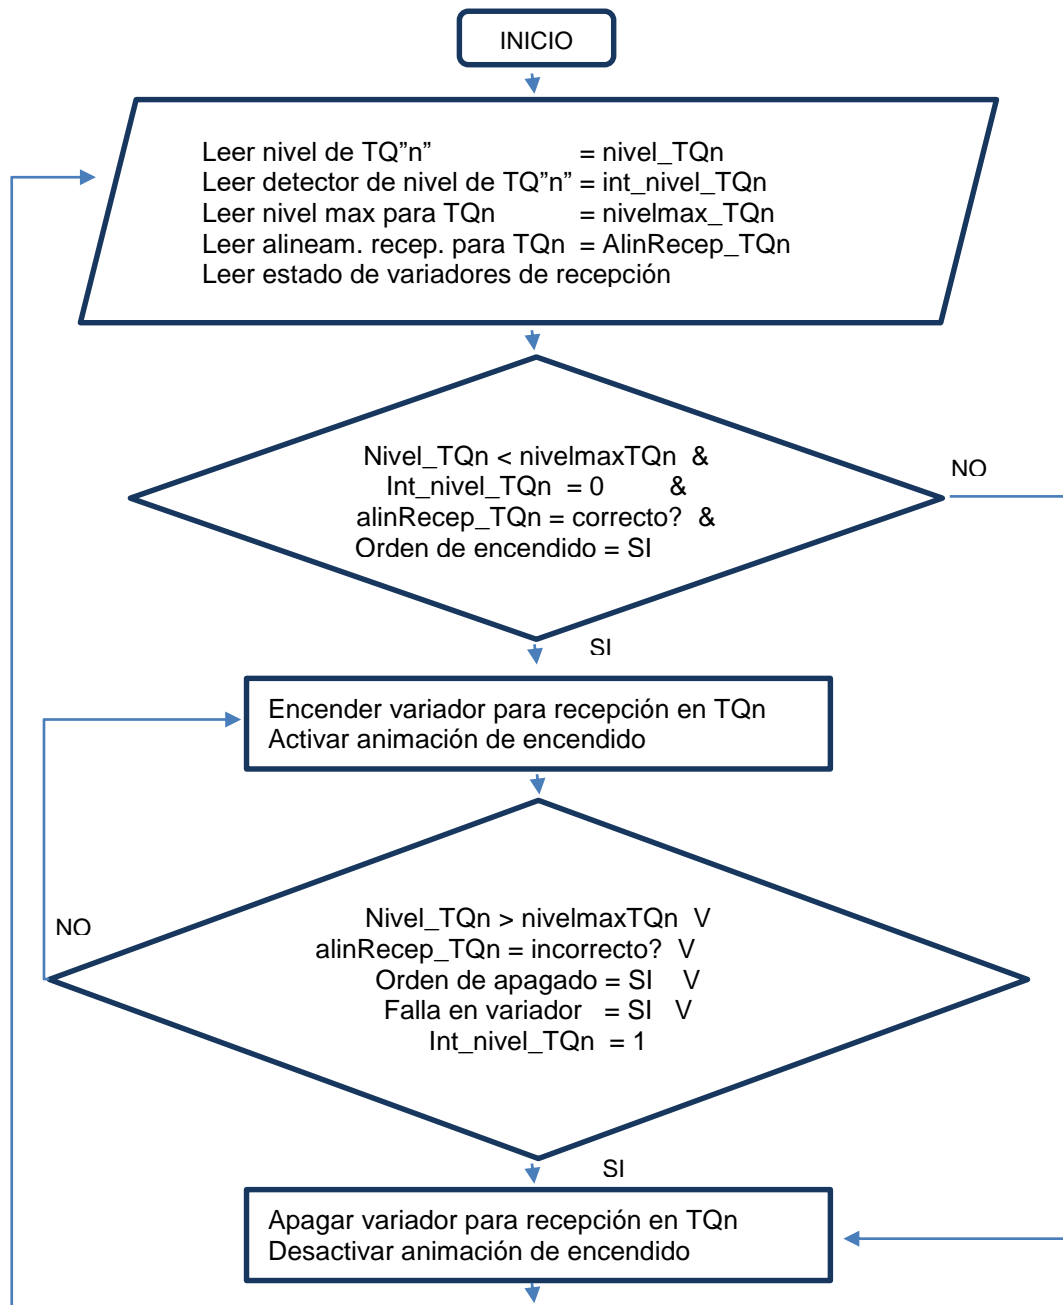 INICIO
Leer nivel de TQ”n” = nivel_TQn
Leer detector de nivel de TQ”n” = int_nivel_TQn
Leer nivel max para TQn = nivelmax_TQn
Leer alineam. recep. para TQn = AlinRecep_TQn
Leer estado de variadores de recepción
Nivel_TQn < nivelmaxTQn &
Int_nivel_TQn = 0 &
alinRecep_TQn = correcto? &
Orden de encendido = SI
NO
SI
Encender variador para recepción en TQn
Activar animación de encendido
NO
Nivel_TQn > nivelmaxTQn V
alinRecep_TQn = incorrecto? V
Orden de apagado = SI V
Falla en variador = SI V
Int_nivel_TQn = 1
SI
Apagar variador para recepción en TQn
Desactivar animación de encendido